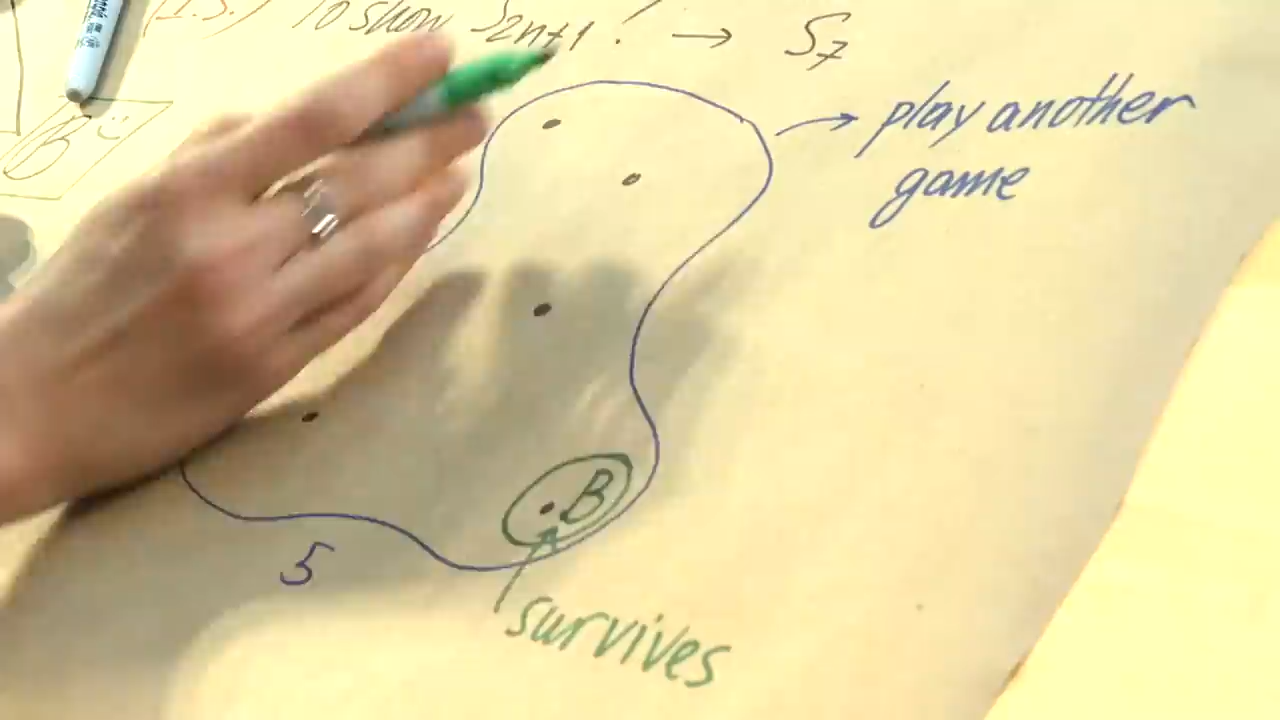 (I.S.) To show S2n+1! → S7
→ play another
game
B
B
5
survives